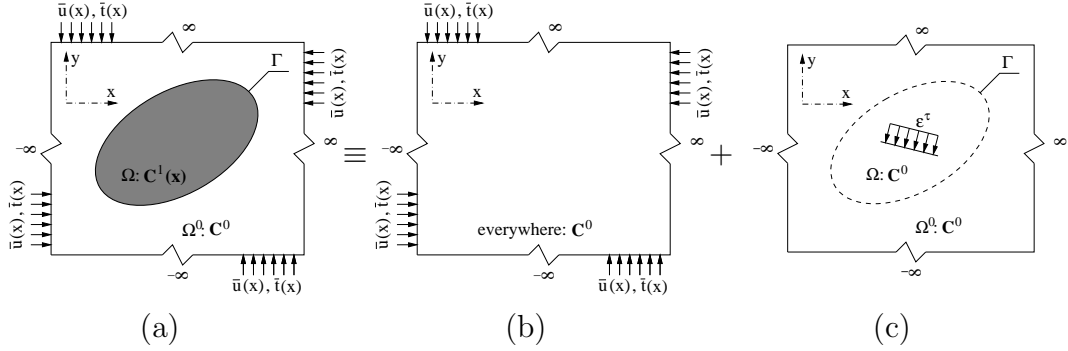 ū(x), t̄(x)
∞
y
x
Γ
ū(x), t̄(x)
−∞
∞
Ω: C¹(x)
ū(x), t̄(x)
Ω⁰: C⁰
−∞
ū(x), t̄(x)
(a)
≡
ū(x), t̄(x)
∞
y
x
ū(x), t̄(x)
−∞
∞
ū(x), t̄(x)
everywhere: C⁰
−∞
ū(x), t̄(x)
(b)
+
∞
y
x
Γ
ε^τ
−∞
∞
Ω: C⁰
Ω⁰: C⁰
−∞
(c)